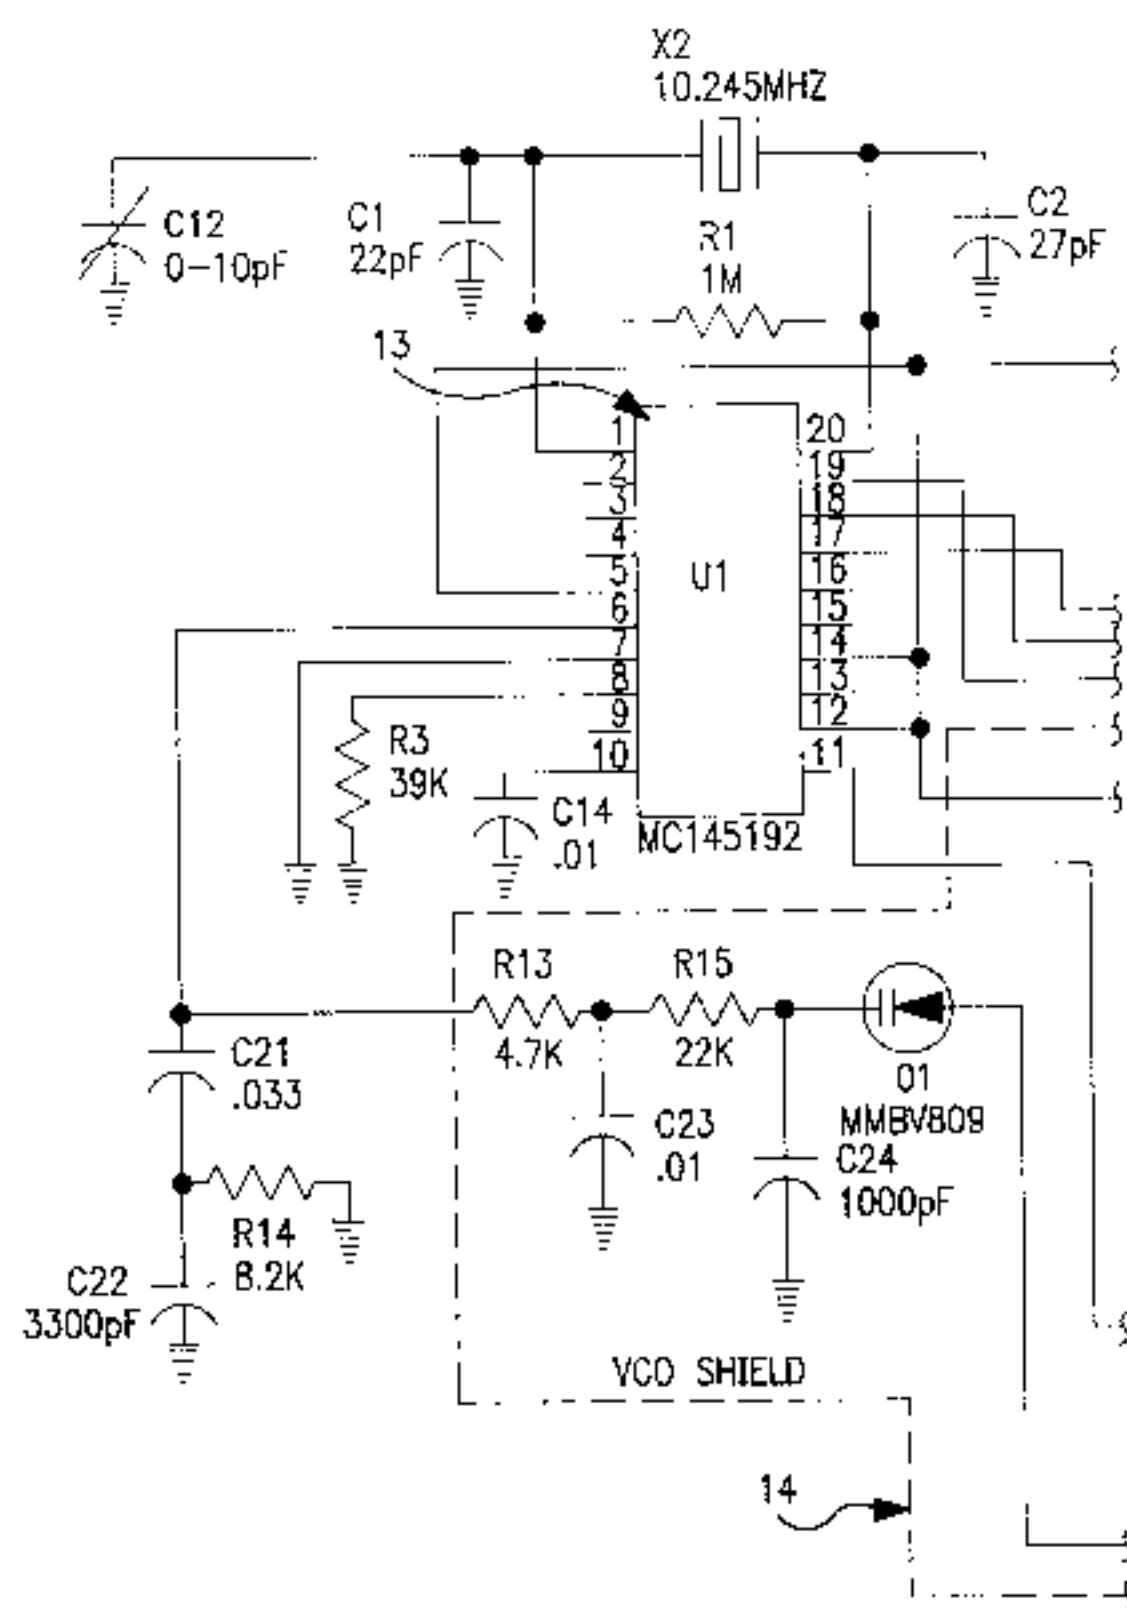 X2
10.245MHZ
C12
0-10pF
C1
22pF
R1
1M
C2
27pF
13
1
2
3
4
5
6
7
8
9
10
20
19
18
17
16
15
14
13
12
11
U1
MC145192
R3
39K
C14
.01
R13
4.7K
R15
22K
C21
.033
C23
.01
D1
MMBV809
C24
1000pF
R14
8.2K
C22
3300pF
VCO SHIELD
14